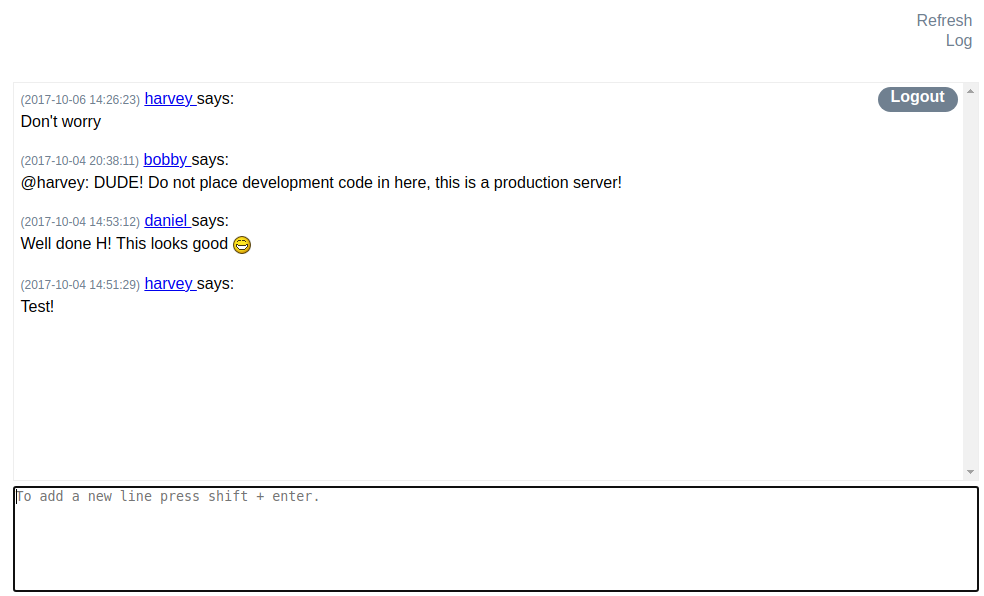 Refresh
Log
Logout
(2017-10-06 14:26:23) harvey says:
Don't worry
(2017-10-04 20:38:11) bobby says:
@harvey: DUDE! Do not place development code in here, this is a production server!
(2017-10-04 14:53:12) daniel says:
Well done H! This looks good
(2017-10-04 14:51:29) harvey says:
Test!
To add a new line press shift + enter.